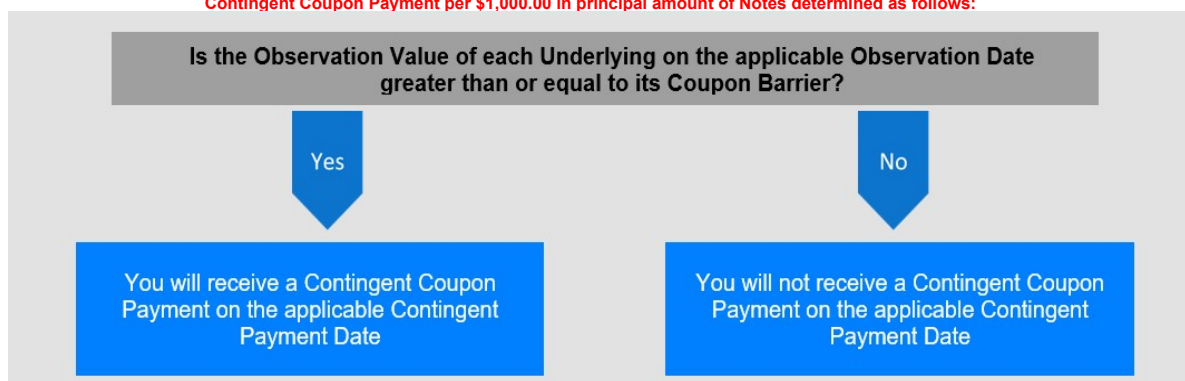 Contingent Coupon Payment per $1,000.00 in principal amount of Notes determined as follows:
Is the Observation Value of each Underlying on the applicable Observation Date
greater than or equal to its Coupon Barrier?
Yes
No
You will receive a Contingent Coupon
Payment on the applicable Contingent
Payment Date
You will not receive a Contingent Coupon
Payment on the applicable Contingent
Payment Date